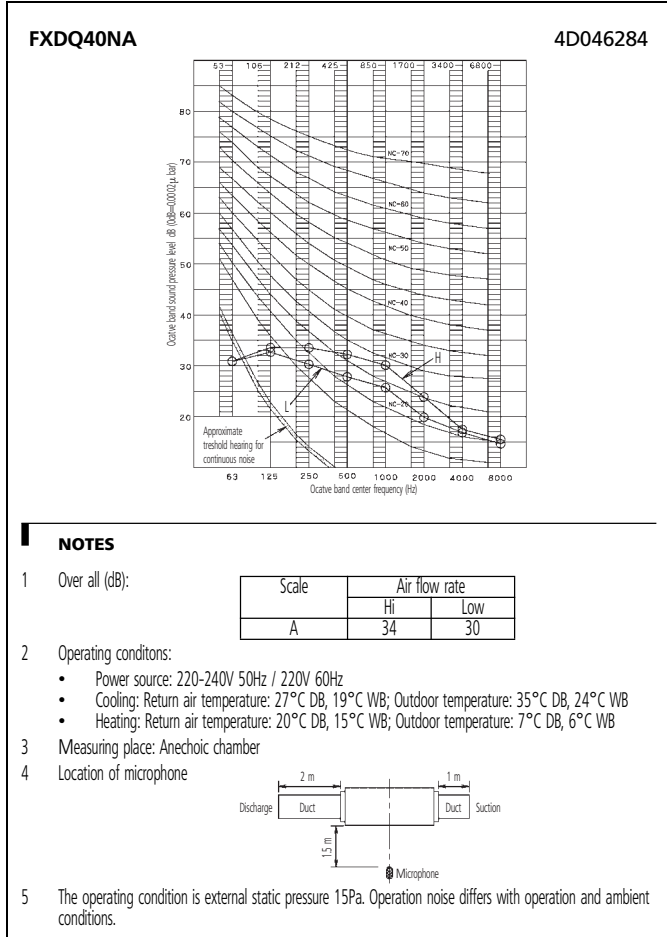 FXDQ40NA 4D046284
53 106 212 425 850 1700 3400 6800
80
70
60
50
40
30
20
Ocatve band sound pressure level dB (0dB=0.0002μ bar)
NC-70
NC-60
NC-50
NC-40
NC-30
NC-20
H
L
Approximate
treshold hearing for
continuous noise
63 125 250 500 1000 2000 4000 8000
Ocatve band center frequency (Hz)
NOTES
1 Over all (dB):
Scale Air flow rate
Hi Low
A 34 30
2 Operating conditons:
• Power source: 220-240V 50Hz / 220V 60Hz
• Cooling: Return air temperature: 27°C DB, 19°C WB; Outdoor temperature: 35°C DB, 24°C WB
• Heating: Return air temperature: 20°C DB, 15°C WB; Outdoor temperature: 7°C DB, 6°C WB
3 Measuring place: Anechoic chamber
4 Location of microphone
2 m 1 m
Discharge Duct Duct Suction
1.5 m
Microphone
5 The operating condition is external static pressure 15Pa. Operation noise differs with operation and ambient
conditions.